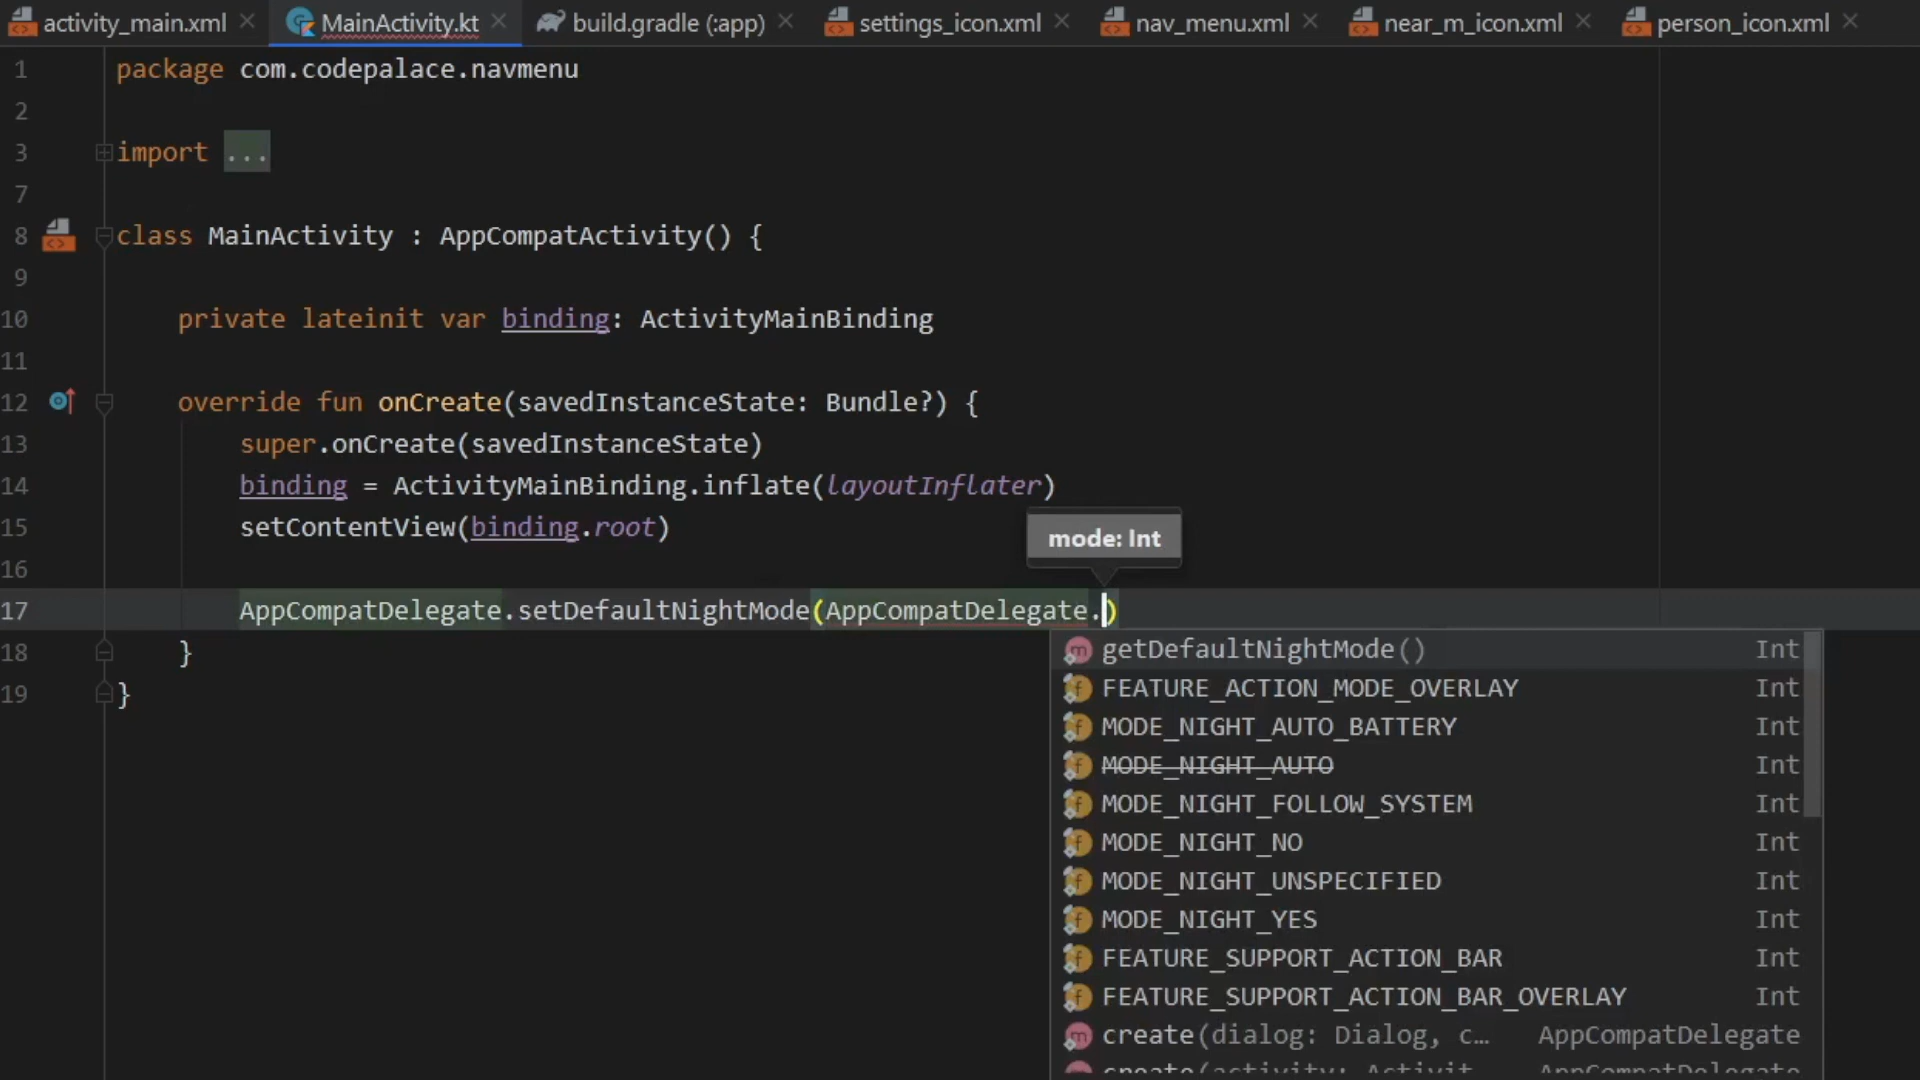 activity_main.xml MainActivity.kt build.gradle (:app) settings_icon.xml nav_menu.xml near_m_icon.xml person_icon.xml
1 package com.codepalace.navmenu
2
3 import ...
7
8 class MainActivity : AppCompatActivity() {
9
10 private lateinit var binding: ActivityMainBinding
11
12 override fun onCreate(savedInstanceState: Bundle?) {
13 super.onCreate(savedInstanceState)
14 binding = ActivityMainBinding.inflate(layoutInflater)
15 setContentView(binding.root)
mode: Int
16
17 AppCompatDelegate.setDefaultNightMode(AppCompatDelegate.)
18 }
19 }
getDefaultNightMode() Int
FEATURE_ACTION_MODE_OVERLAY Int
MODE_NIGHT_AUTO_BATTERY Int
MODE_NIGHT_AUTO Int
MODE_NIGHT_FOLLOW_SYSTEM Int
MODE_NIGHT_NO Int
MODE_NIGHT_UNSPECIFIED Int
MODE_NIGHT_YES Int
FEATURE_SUPPORT_ACTION_BAR Int
FEATURE_SUPPORT_ACTION_BAR_OVERLAY Int
create(dialog: Dialog, c... AppCompatDelegate